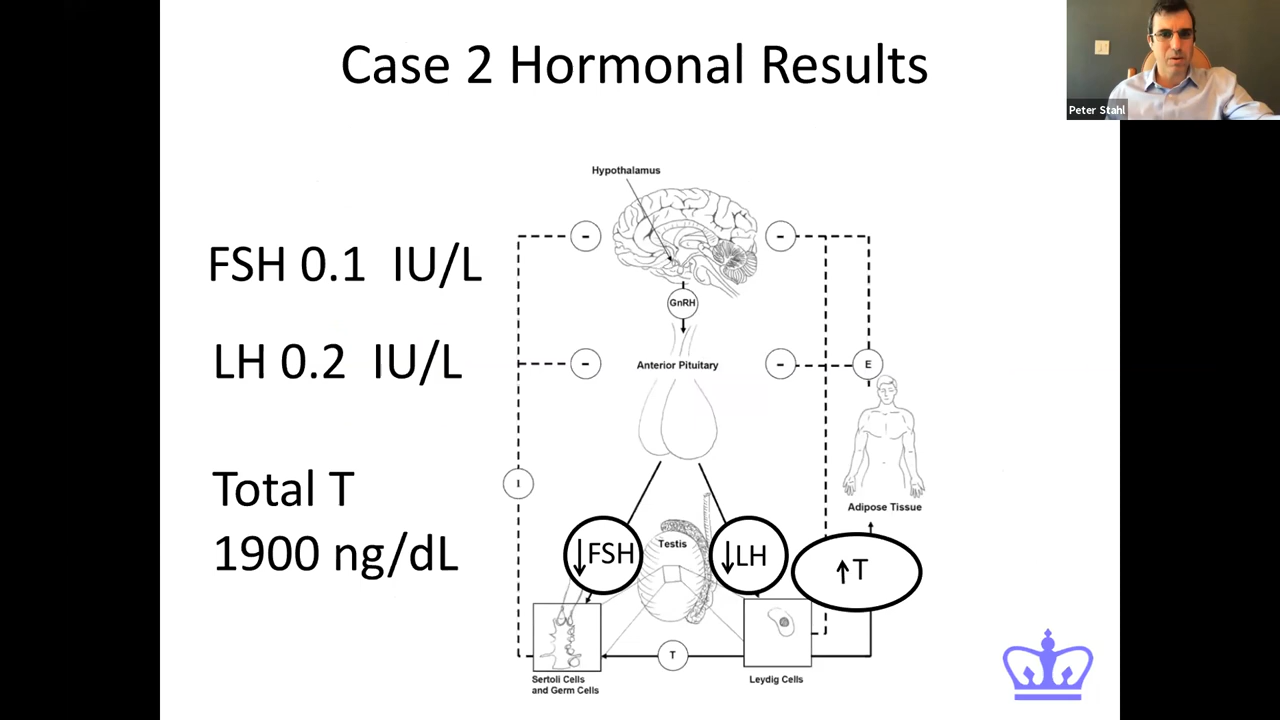 Case 2 Hormonal Results
Peter Stahl
Hypothalamus
-
-
FSH 0.1 IU/L
GnRH
LH 0.2 IU/L
-
Anterior Pituitary
-
E
Total T
1900 ng/dL
I
Adipose Tissue
↓FSH
Testis
↓LH
↑T
T
Sertoli Cells
and Germ Cells
Leydig Cells